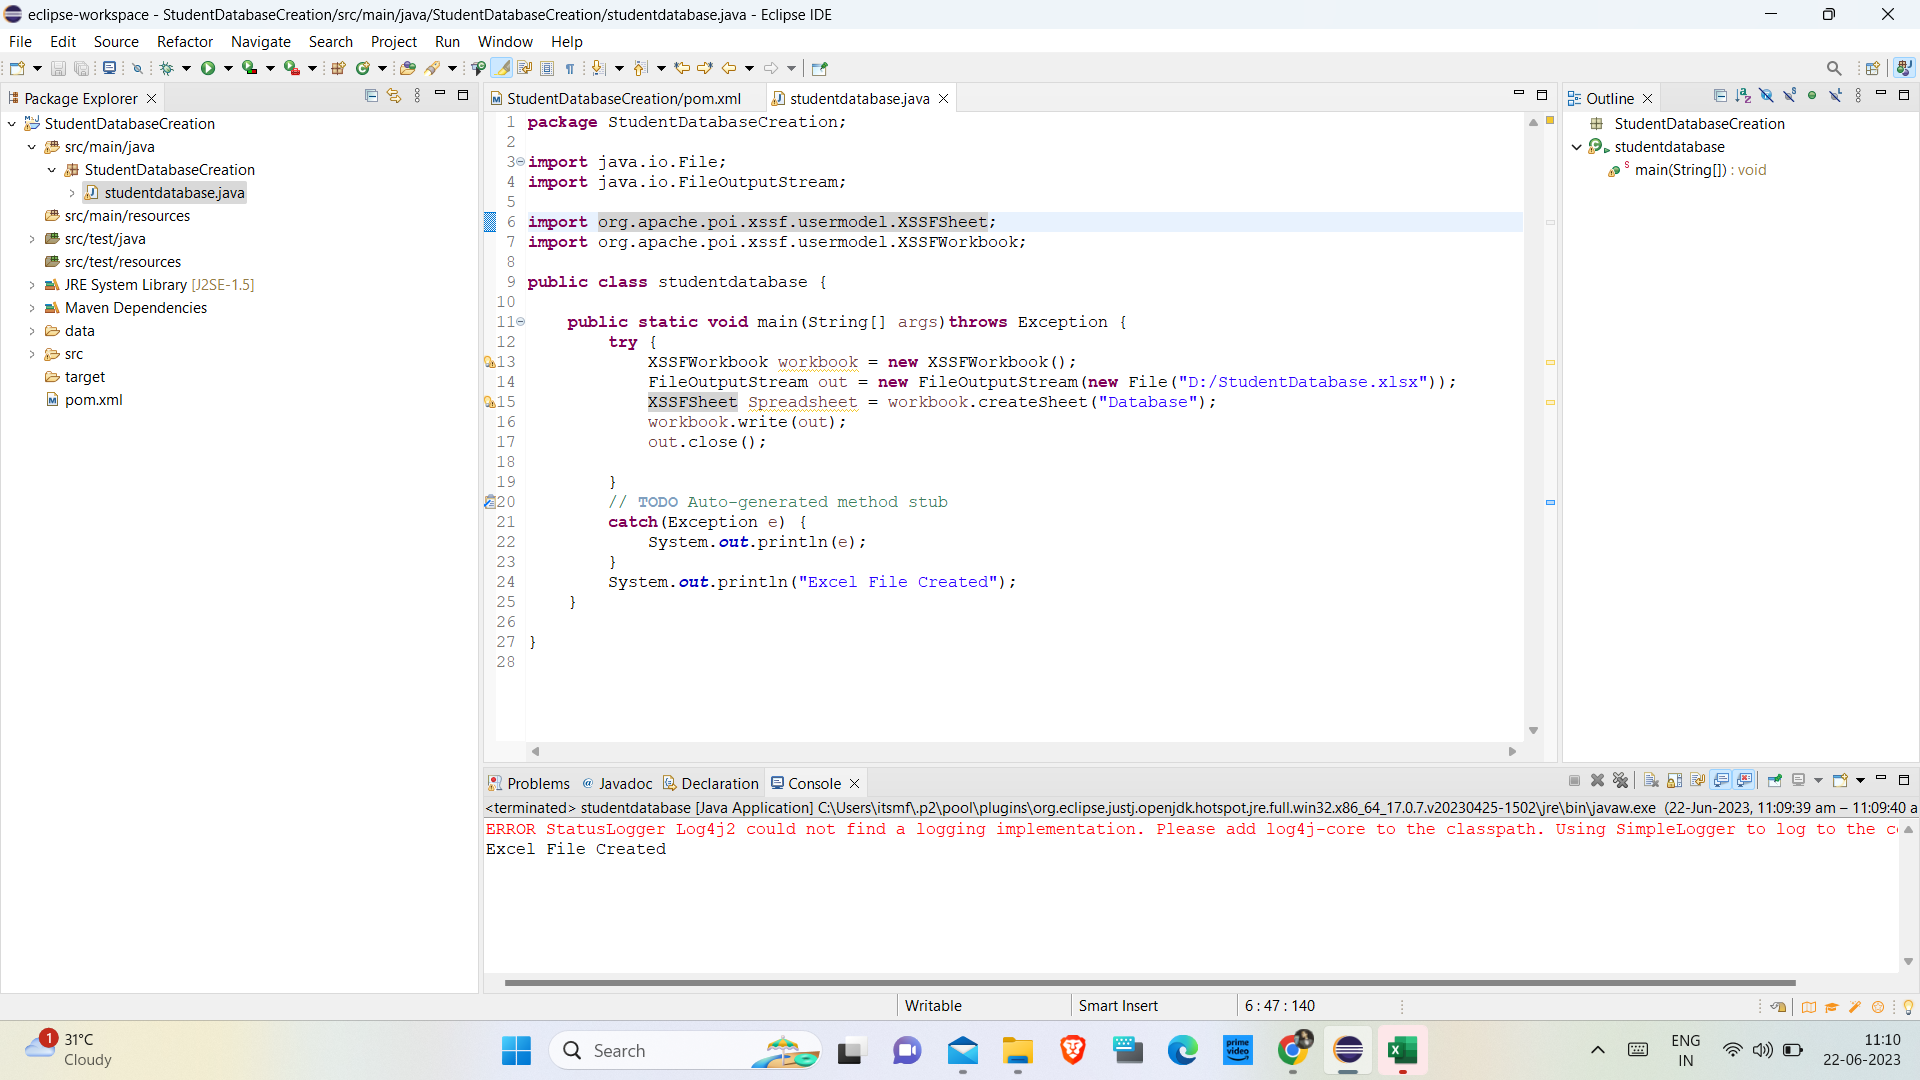 eclipse-workspace - StudentDatabaseCreation/src/main/java/StudentDatabaseCreation/studentdatabase.java - Eclipse IDE
File Edit Source Refactor Navigate Search Project Run Window Help
Package Explorer
StudentDatabaseCreation
src/main/java
StudentDatabaseCreation
studentdatabase.java
src/main/resources
src/test/java
src/test/resources
JRE System Library [J2SE-1.5]
Maven Dependencies
data
src
target
pom.xml
StudentDatabaseCreation/pom.xml studentdatabase.java
1 package StudentDatabaseCreation;
2
3 import java.io.File;
4 import java.io.FileOutputStream;
5
6 import org.apache.poi.xssf.usermodel.XSSFSheet;
7 import org.apache.poi.xssf.usermodel.XSSFWorkbook;
8
9 public class studentdatabase {
10
11 public static void main(String[] args)throws Exception {
12 try {
13 XSSFWorkbook workbook = new XSSFWorkbook();
14 FileOutputStream out = new FileOutputStream(new File("D:/StudentDatabase.xlsx"));
15 XSSFSheet Spreadsheet = workbook.createSheet("Database");
16 workbook.write(out);
17 out.close();
18
19 }
20 // TODO Auto-generated method stub
21 catch(Exception e) {
22 System.out.println(e);
23 }
24 System.out.println("Excel File Created");
25 }
26
27 }
28
Outline
StudentDatabaseCreation
studentdatabase
main(String[]) : void
Problems Javadoc Declaration Console
<terminated> studentdatabase [Java Application] C:\Users\itsmf\.p2\pool\plugins\org.eclipse.justj.openjdk.hotspot.jre.full.win32.x86_64_17.0.7.v20230425-1502\jre\bin\javaw.exe (22-Jun-2023, 11:09:39 am – 11:09:40 a
ERROR StatusLogger Log4j2 could not find a logging implementation. Please add log4j-core to the classpath. Using SimpleLogger to log to the c
Excel File Created
Writable Smart Insert 6 : 47 : 140
1
31°C
Cloudy
Search
prime video
ENG
IN
11:10
22-06-2023